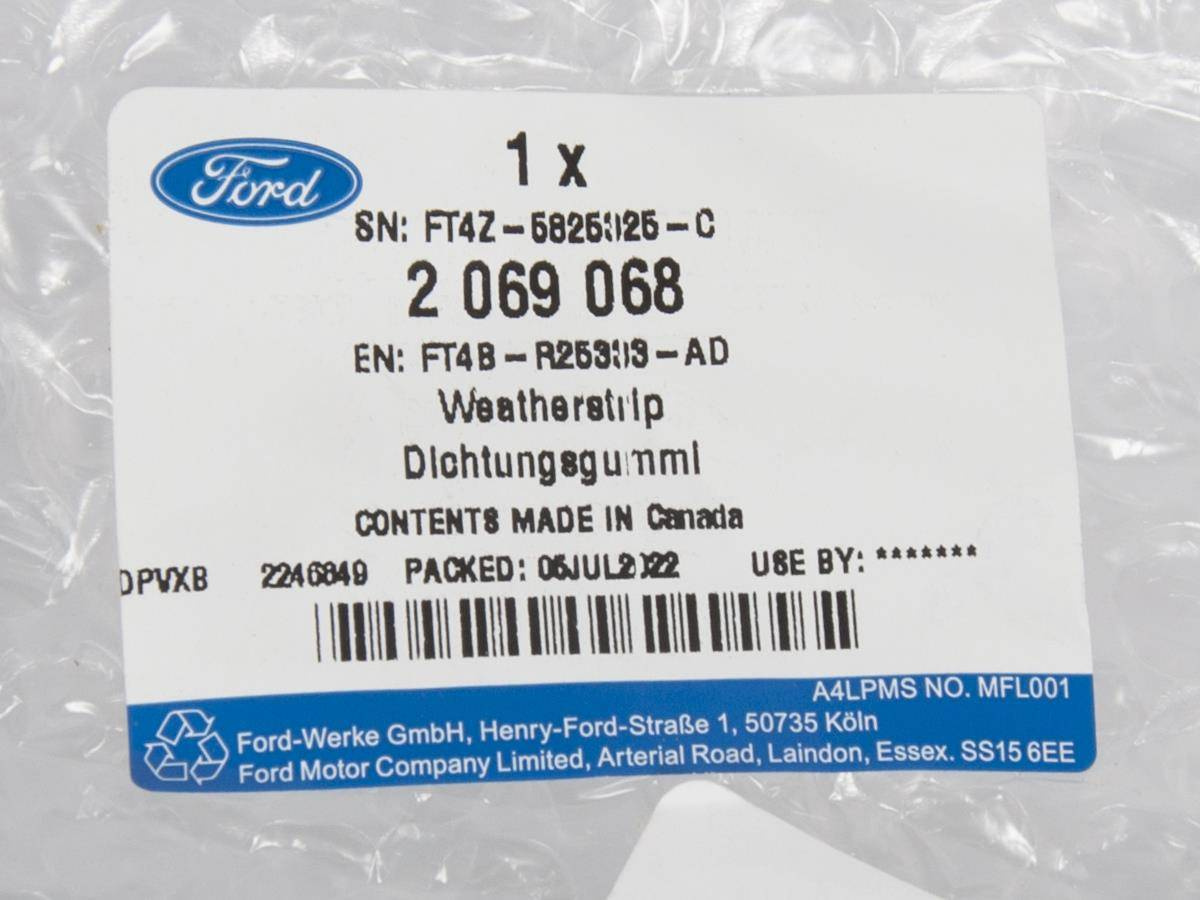 Ford
1 x
SN: FT4Z-5825325-C
2 069 068
EN: FT4B-R25333-AD
Weatherstrip
Dichtungsgummi
CONTENTS MADE IN Canada
DPVXB 2246849 PACKED: 05JUL2022 USE BY: *******
A4LPMS NO. MFL001
Ford-Werke GmbH, Henry-Ford-Straße 1, 50735 Köln
Ford Motor Company Limited, Arterial Road, Laindon, Essex. SS15 6EE